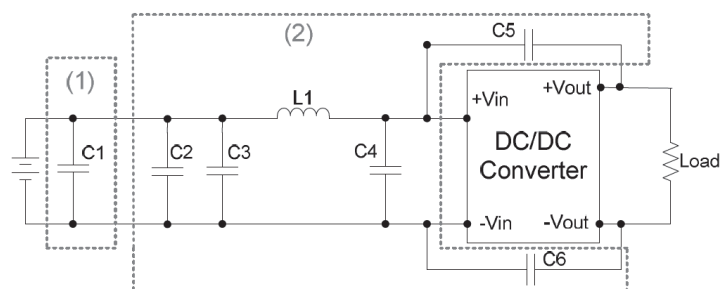 (2)
C5
(1)
L1
+Vin
+Vout
C1
C2
C3
C4
DC/DC
Converter
Load
-Vin
-Vout
C6